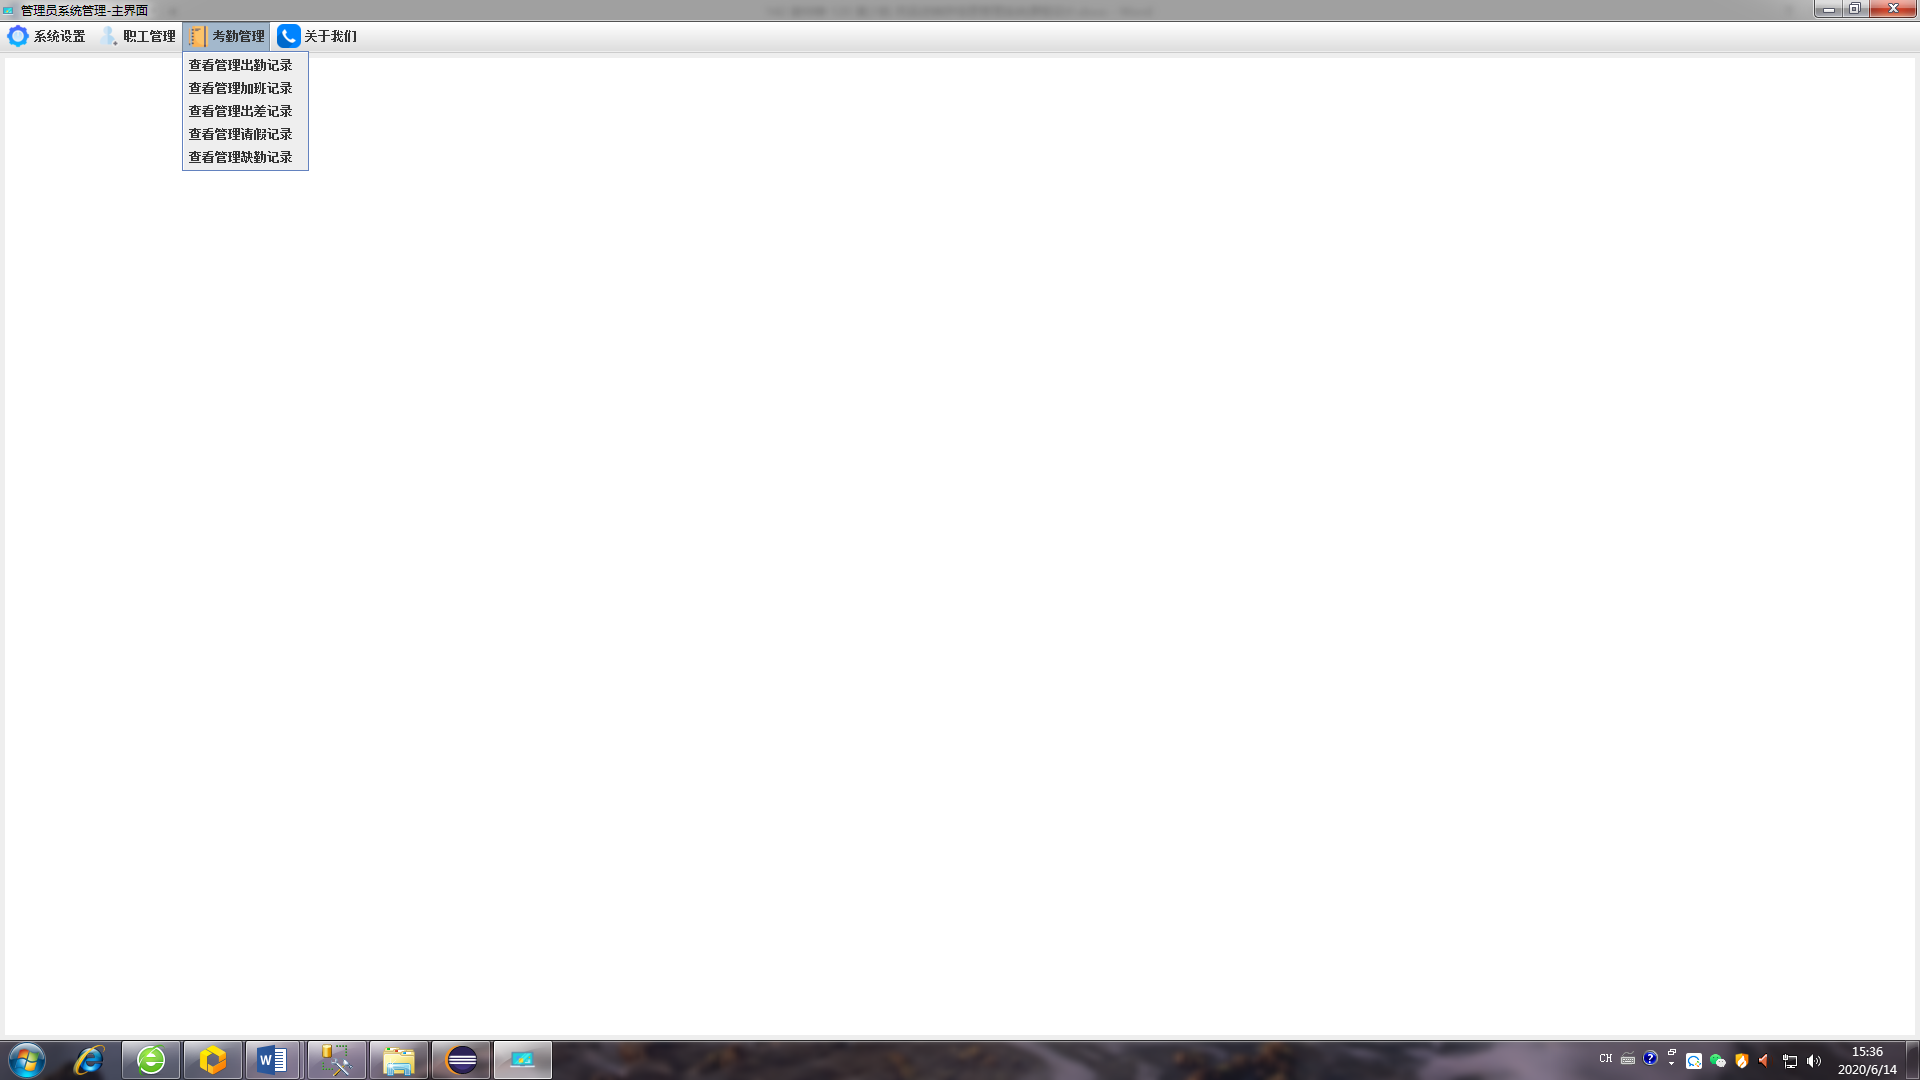 管理员系统管理-主界面
系统设置 职工管理 考勤管理 关于我们
查看管理出勤记录
查看管理加班记录
查看管理出差记录
查看管理请假记录
查看管理缺勤记录
CH
15:36
2020/6/14